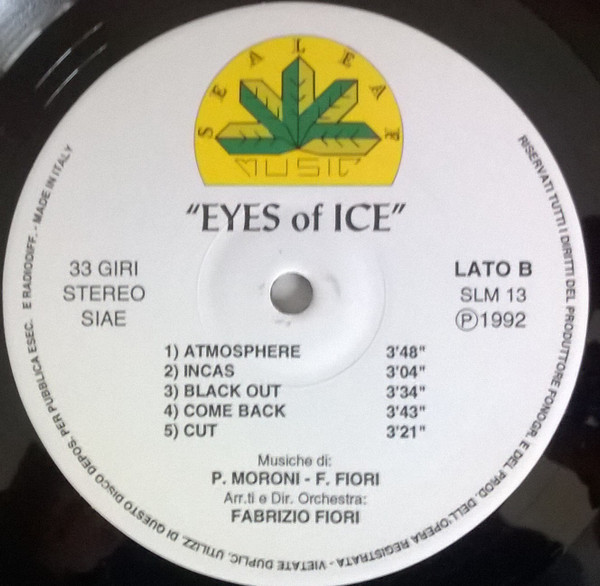 SEALEAF
MUSIC
"EYES of ICE"
33 GIRI
STEREO
SIAE
LATO B
SLM 13
Ⓟ1992
1) ATMOSPHERE 3'48"
2) INCAS 3'04"
3) BLACK OUT 3'34"
4) COME BACK 3'43"
5) CUT 3'21"
Musiche di:
P. MORONI - F. FIORI
Arr.ti e Dir. Orchestra:
FABRIZIO FIORI
RISERVATI TUTTI I DIRITTI DEL PRODUTTORE FONOGR. E DEL PROD. DELL'OPERA REGISTRATA - VIETATE DUPLIC. UTILIZZ. DI QUESTO DISCO DEPOS. PER PUBBLICA ESEC. E RADIODIFF. - MADE IN ITALY